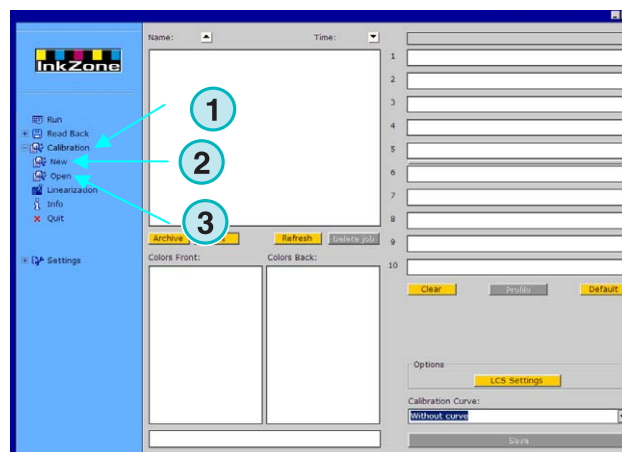 InkZone
Run
Read Back
Calibration
New
Open
Linearization
Info
Quit
Settings
1
2
3
Name:
Time:
Archive
Refresh
Delete job
Colors Front:
Colors Back:
1
2
3
4
5
6
7
8
9
10
Clear
Profile
Default
Options
LCS Settings
Calibration Curve:
Without curve
Save